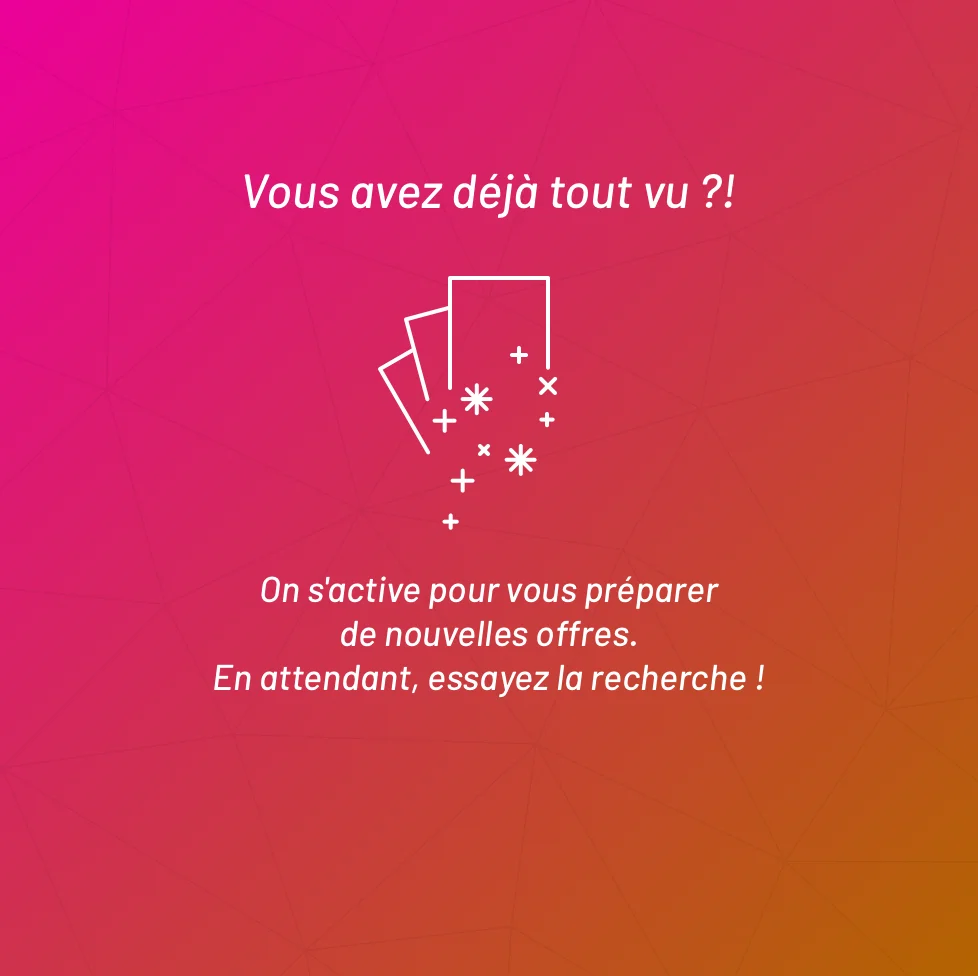 Vous avez déjà tout vu ?!
On s'active pour vous préparer
de nouvelles offres.
En attendant, essayez la recherche !